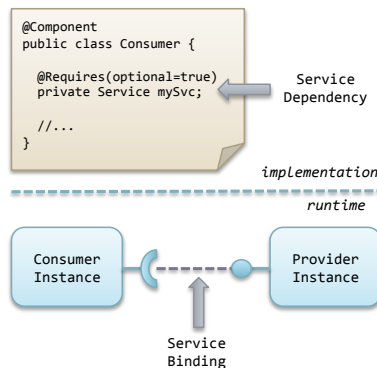 @Component
public class Consumer {
@Requires(optional=true)
private Service mySvc;
//...
}
Service
Dependency
implementation
runtime
Consumer
Instance
Provider
Instance
Service
Binding